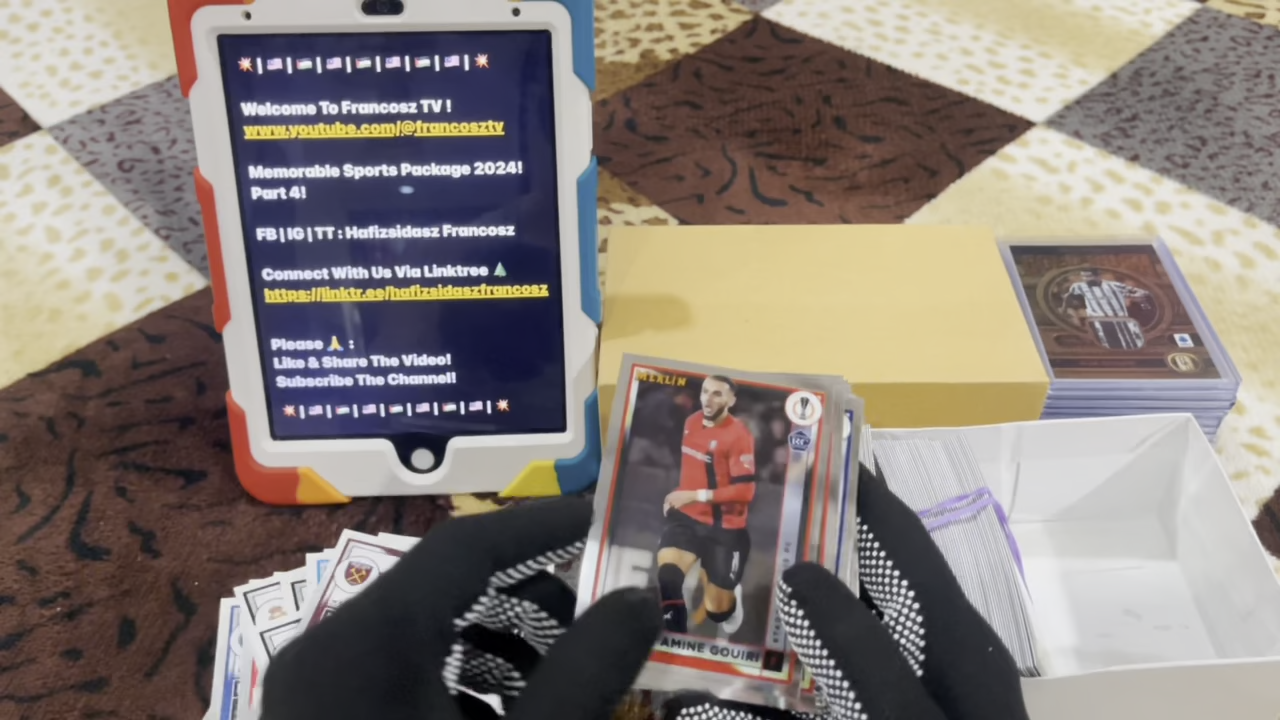 💥 | 🇺🇸 | 🇵🇸 | 🇺🇸 | 🇵🇸 | 🇺🇸 | 🇵🇸 | 🇺🇸 | 💥
Welcome To Francosz TV !
www.youtube.com/@francosztv
Memorable Sports Package 2024!
Part 4!
FB | IG | TT : Hafizsidasz Francosz
Connect With Us Via Linktree 🌲
https://linktr.ee/hafizsidaszfrancosz
Please 🙏 :
Like & Share The Video!
Subscribe The Channel!
💥 | 🇺🇸 | 🇵🇸 | 🇺🇸 | 🇵🇸 | 🇺🇸 | 🇵🇸 | 🇺🇸 | 💥
MERLIN
RC
AMINE GOUIRI